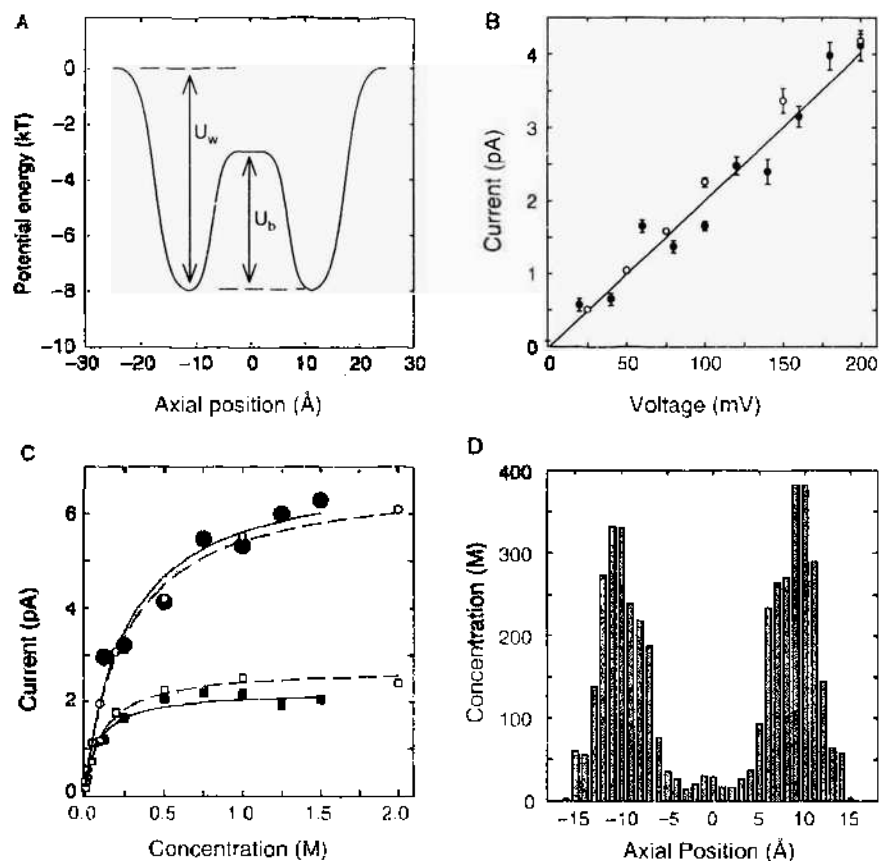 A
Potential energy (kT)
0
−2
−4
−6
−8
−10
U_w
U_b
−30 −20 −10 0 10 20 30
Axial position (Å)
B
Current (pA)
4
3
2
1
0
50 100 150 200
Voltage (mV)
C
Current (pA)
6
4
2
0
0.0 0.5 1.0 1.5 2.0
Concentration (M)
D
Concentration (M)
400
300
200
100
0
−15 −10 −5 0 5 10 15
Axial Position (Å)